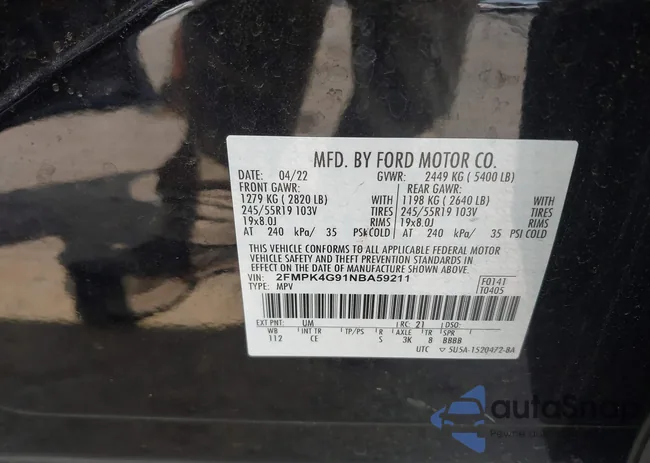 MFD. BY FORD MOTOR CO.
DATE: 04/22 GVWR: 2449 KG ( 5400 LB)
FRONT GAWR: REAR GAWR:
1279 KG ( 2820 LB) WITH 1198 KG ( 2640 LB) WITH
245/55R19 103V TIRES 245/55R19 103V TIRES
19x8.0J RIMS 19x8.0J RIMS
AT 240 kPa/ 35 PSI COLD AT 240 kPa/ 35 PSI COLD
THIS VEHICLE CONFORMS TO ALL APPLICABLE FEDERAL MOTOR
VEHICLE SAFETY AND THEFT PREVENTION STANDARDS IN EFFECT
ON THE DATE OF MANUFACTURE SHOWN ABOVE.
VIN: 2FMPK4G91NBA59211
TYPE: MPV
F0141
T0405
EXT PNT: UM RC: 21 DSO:
WB INT TR TP/PS R AXLE TR SPR
112 CE S 3K 8 BBBB
UTC 5U5A-1520472-BA
autoSnap